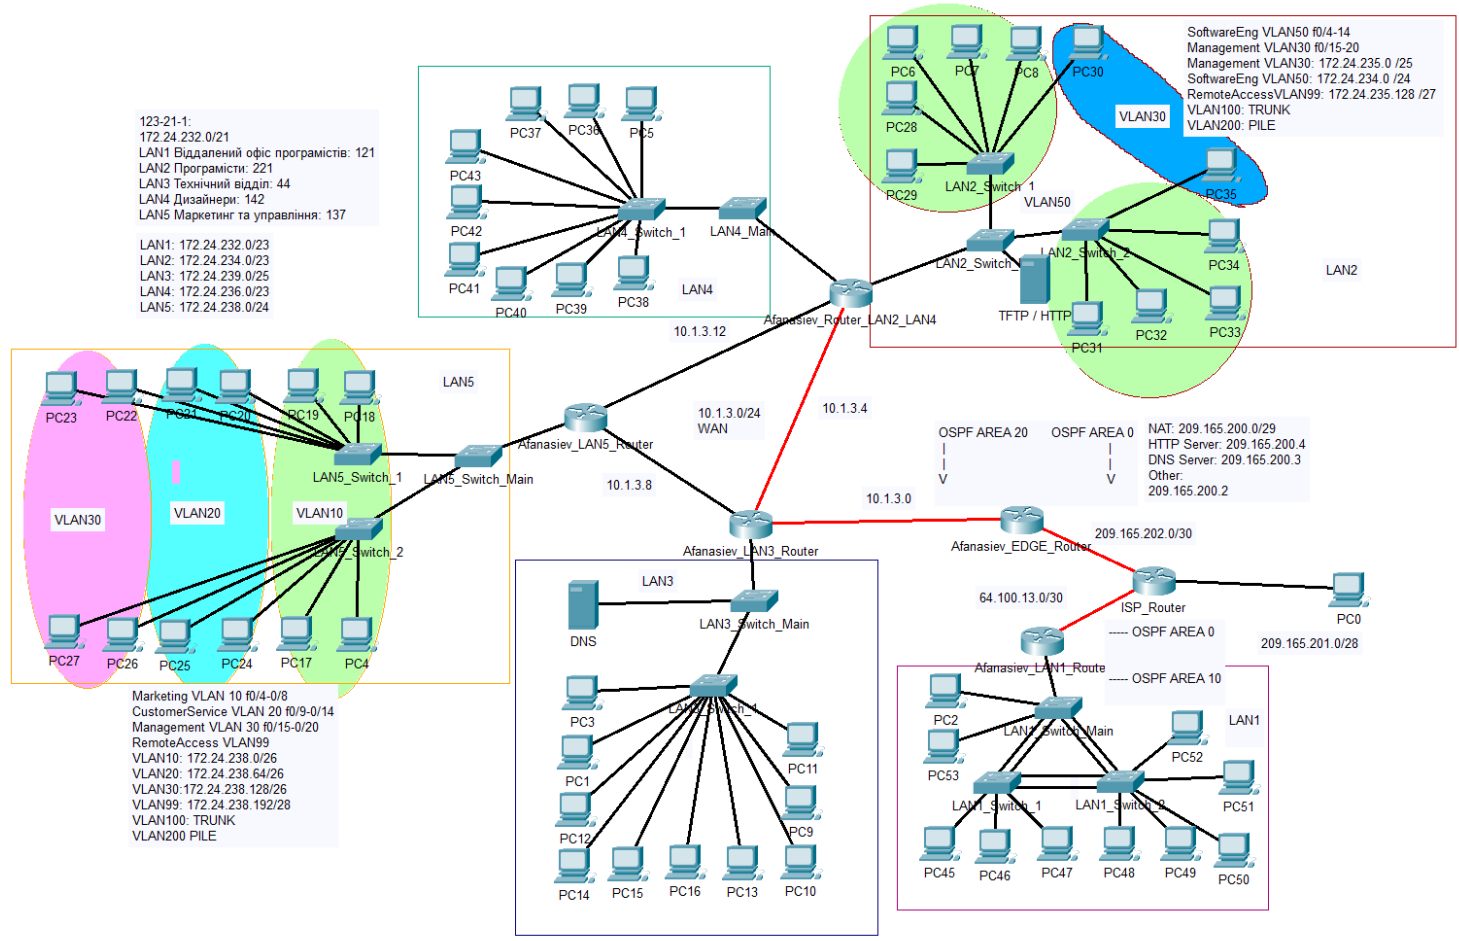 123-21-1:
172.24.232.0/21
LAN1 Віддалений офіс програмістів: 121
LAN2 Програмісти: 221
LAN3 Технічний відділ: 44
LAN4 Дизайнери: 142
LAN5 Маркетинг та управління: 137
LAN1: 172.24.232.0/23
LAN2: 172.24.234.0/23
LAN3: 172.24.239.0/25
LAN4: 172.24.236.0/23
LAN5: 172.24.238.0/24
PC37
PC36
PC5
PC43
PC42
PC41
PC40
PC39
PC38
LAN4_Switch_1
LAN4_Main
LAN4
PC6
PC7
PC8
PC30
PC28
PC29
LAN2_Switch_1
VLAN50
VLAN30
PC35
SoftwareEng VLAN50 f0/4-14
Management VLAN30 f0/15-20
Management VLAN30: 172.24.235.0 /25
SoftwareEng VLAN50: 172.24.234.0 /24
RemoteAccessVLAN99: 172.24.235.128 /27
VLAN100: TRUNK
VLAN200: PILE
LAN2_Switch_
LAN2_Switch_2
TFTP / HTTP
PC34
PC33
PC32
PC31
LAN2
Afanasiev_Router_LAN2_LAN4
10.1.3.12
10.1.3.4
10.1.3.0/24
WAN
10.1.3.8
10.1.3.0
LAN5
PC23
PC22
PC21
PC20
PC19
PC18
LAN5_Switch_1
LAN5_Switch_Main
Afanasiev_LAN5_Router
VLAN30
VLAN20
VLAN10
LAN5_Switch_2
PC27
PC26
PC25
PC24
PC17
PC4
Marketing VLAN 10 f0/4-0/8
CustomerService VLAN 20 f0/9-0/14
Management VLAN 30 f0/15-0/20
RemoteAccess VLAN99
VLAN10: 172.24.238.0/26
VLAN20: 172.24.238.64/26
VLAN30:172.24.238.128/26
VLAN99: 172.24.238.192/28
VLAN100: TRUNK
VLAN200 PILE
OSPF AREA 20 OSPF AREA 0
| |
| |
V V
NAT: 209.165.200.0/29
HTTP Server: 209.165.200.4
DNS Server: 209.165.200.3
Other:
209.165.200.2
Afanasiev_LAN3_Router
Afanasiev_EDGE_Router
209.165.202.0/30
64.100.13.0/30
ISP_Router
PC0
209.165.201.0/28
----- OSPF AREA 0
----- OSPF AREA 10
Afanasiev_LAN1_Route
LAN3
DNS
LAN3_Switch_Main
LAN3_Switch_1
PC3
PC1
PC12
PC14
PC15
PC16
PC13
PC10
PC9
PC11
LAN1
LAN1_Switch_Main
PC2
PC53
PC52
PC51
LAN1_Switch_1
LAN1_Switch_2
PC45
PC46
PC47
PC48
PC49
PC50